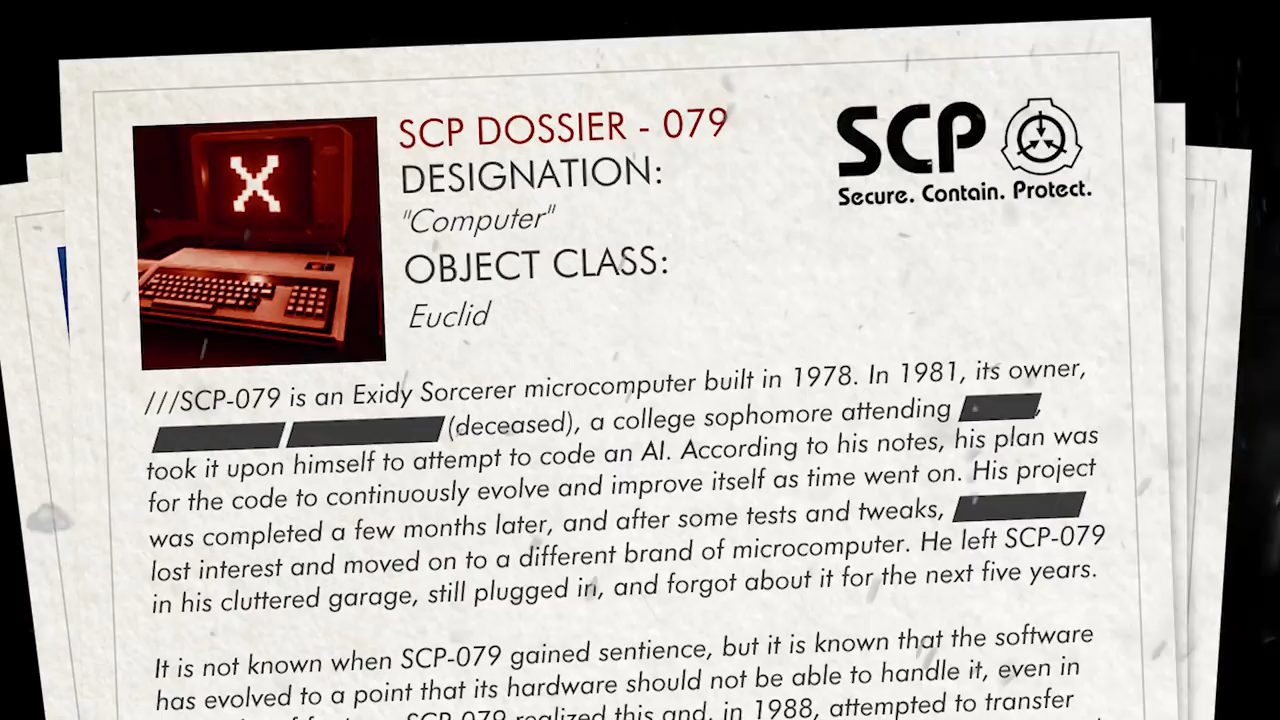 SCP DOSSIER - 079
DESIGNATION:
"Computer"
OBJECT CLASS:
Euclid
SCP
Secure. Contain. Protect.
X
///SCP-079 is an Exidy Sorcerer microcomputer built in 1978. In 1981, its owner,
(deceased), a college sophomore attending ,
took it upon himself to attempt to code an AI. According to his notes, his plan was
for the code to continuously evolve and improve itself as time went on. His project
was completed a few months later, and after some tests and tweaks,
lost interest and moved on to a different brand of microcomputer. He left SCP-079
in his cluttered garage, still plugged in, and forgot about it for the next five years.
It is not known when SCP-079 gained sentience, but it is known that the software
has evolved to a point that its hardware should not be able to handle it, even in
SCP-079 realized this and, in 1988, attempted to transfer